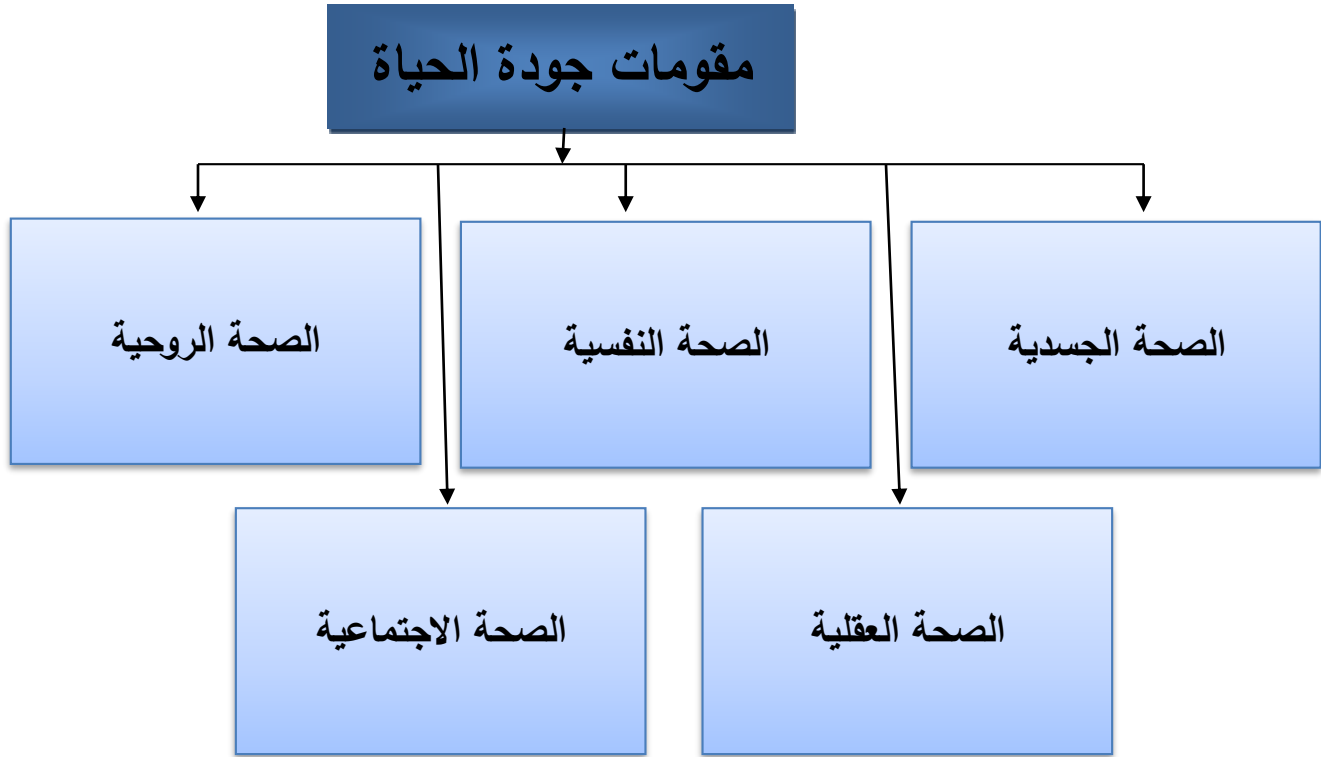 مقومات جودة الحياة
الصحة الجسدية
الصحة النفسية
الصحة الروحية
الصحة العقلية
الصحة الاجتماعية